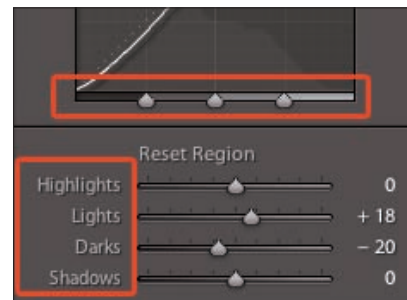 Reset Region
Highlights 0
Lights + 18
Darks − 20
Shadows 0